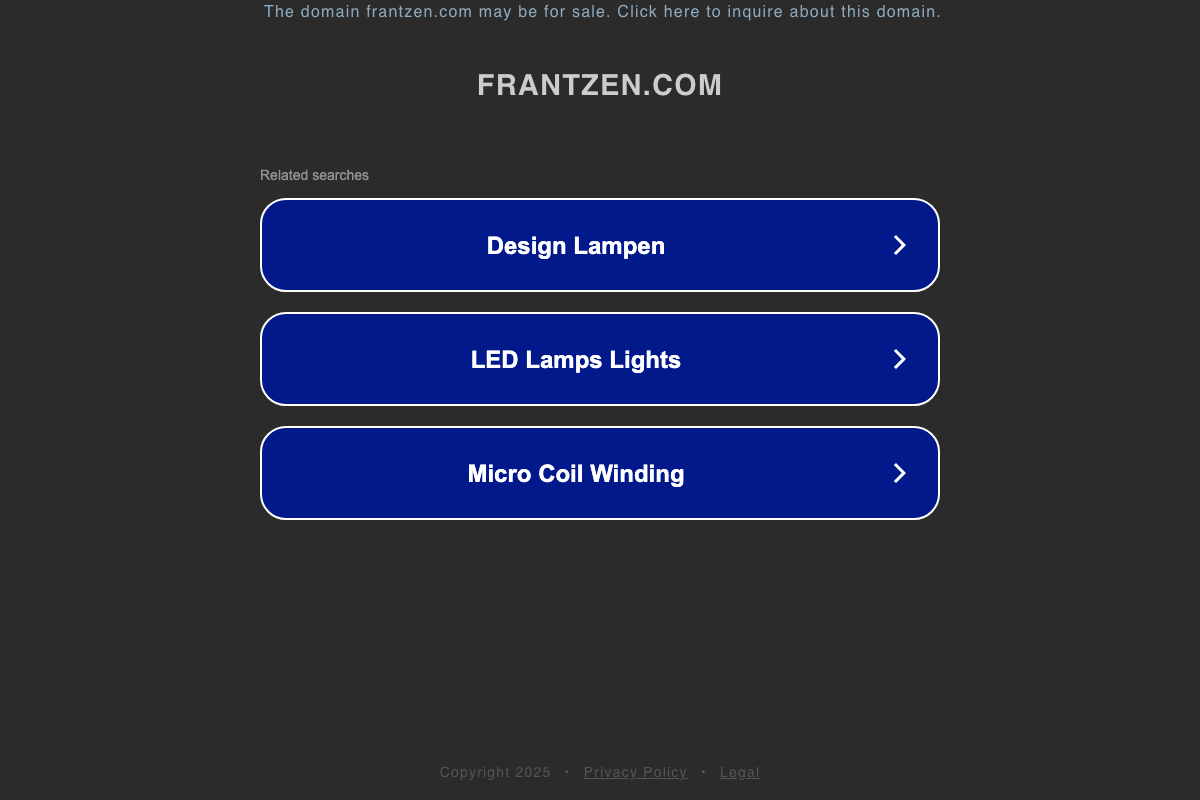 The domain frantzen.com may be for sale. Click here to inquire about this domain.
FRANTZEN.COM
Related searches
Design Lampen
LED Lamps Lights
Micro Coil Winding
Copyright 2025 • Privacy Policy • Legal